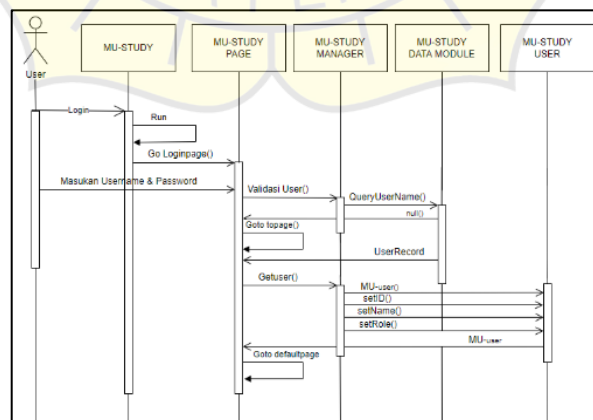 MU-STUDY
MU-STUDY
PAGE
MU-STUDY
MANAGER
MU-STUDY
DATA MODULE
MU-STUDY
USER
User
Login
Run
Go Loginpage()
Masukan Username & Password
Validasi User()
QueryUserName()
null()
Goto topage()
UserRecord
Getuser()
MU-user()
setID()
setName()
setRole()
MU-user
Goto defaultpage